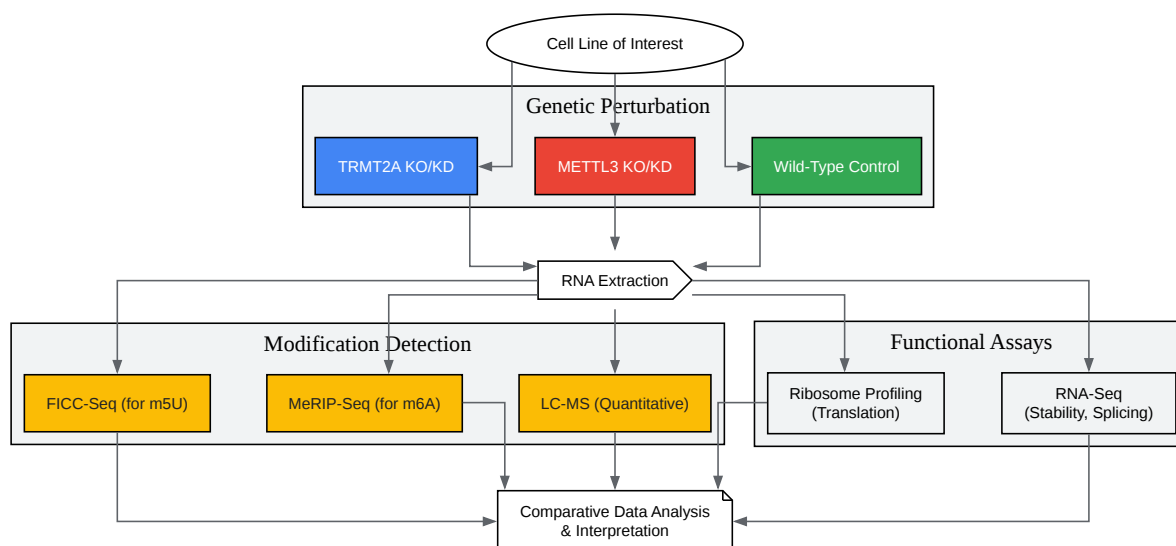 Cell Line of Interest
Genetic Perturbation
TRMT2A KO/KD
METTL3 KO/KD
Wild-Type Control
RNA Extraction
Modification Detection
Functional Assays
FICC-Seq (for m5U)
MeRIP-Seq (for m6A)
LC-MS (Quantitative)
Ribosome Profiling
(Translation)
RNA-Seq
(Stability, Splicing)
Comparative Data Analysis
& Interpretation